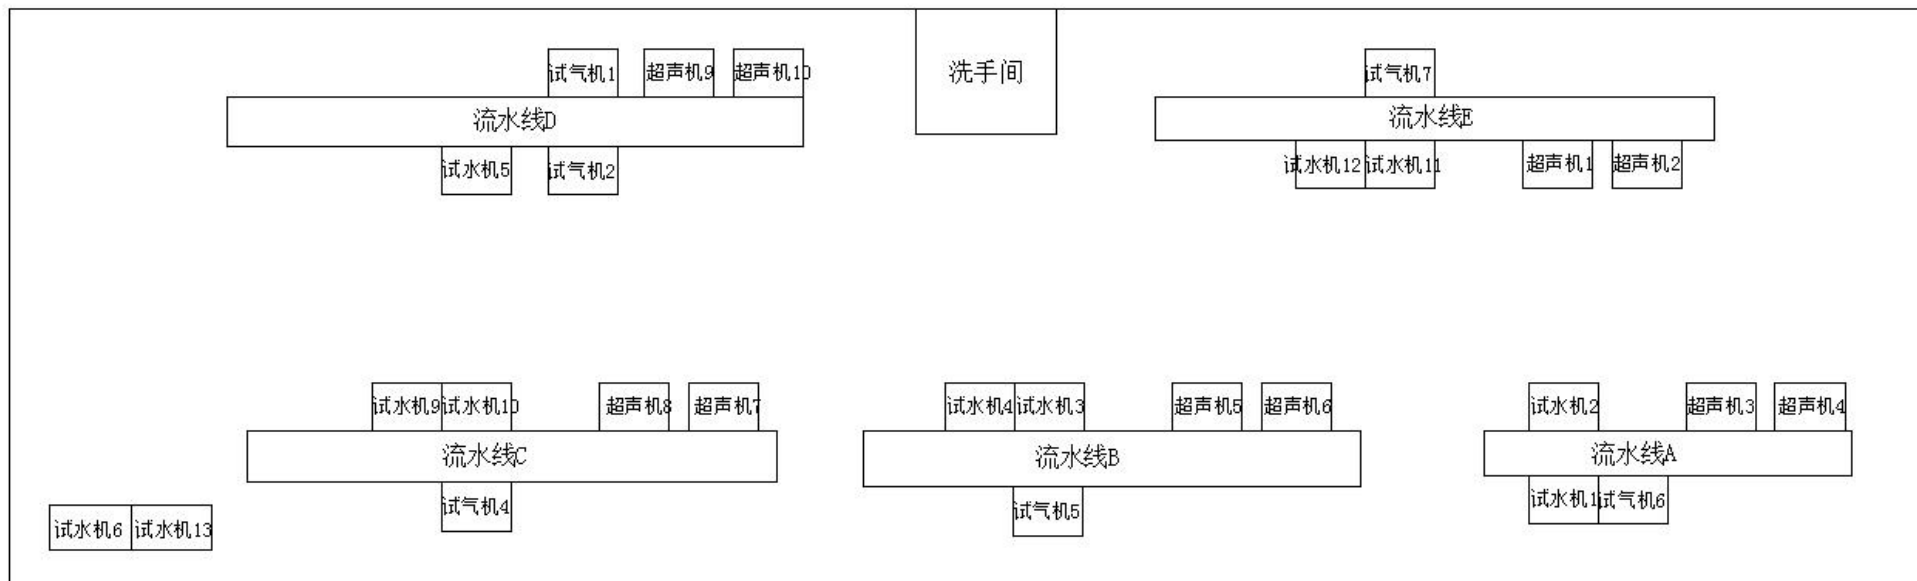 试气机1
超声机9
超声机10
洗手间
试气机7
流水线D
流水线E
试水机5
试气机2
试水机12
试水机11
超声机1
超声机2
试水机9
试水机10
超声机8
超声机7
试水机4
试水机3
超声机5
超声机6
试水机2
超声机3
超声机4
流水线C
流水线B
流水线A
试气机4
试气机5
试水机1
试气机6
试水机6
试水机13